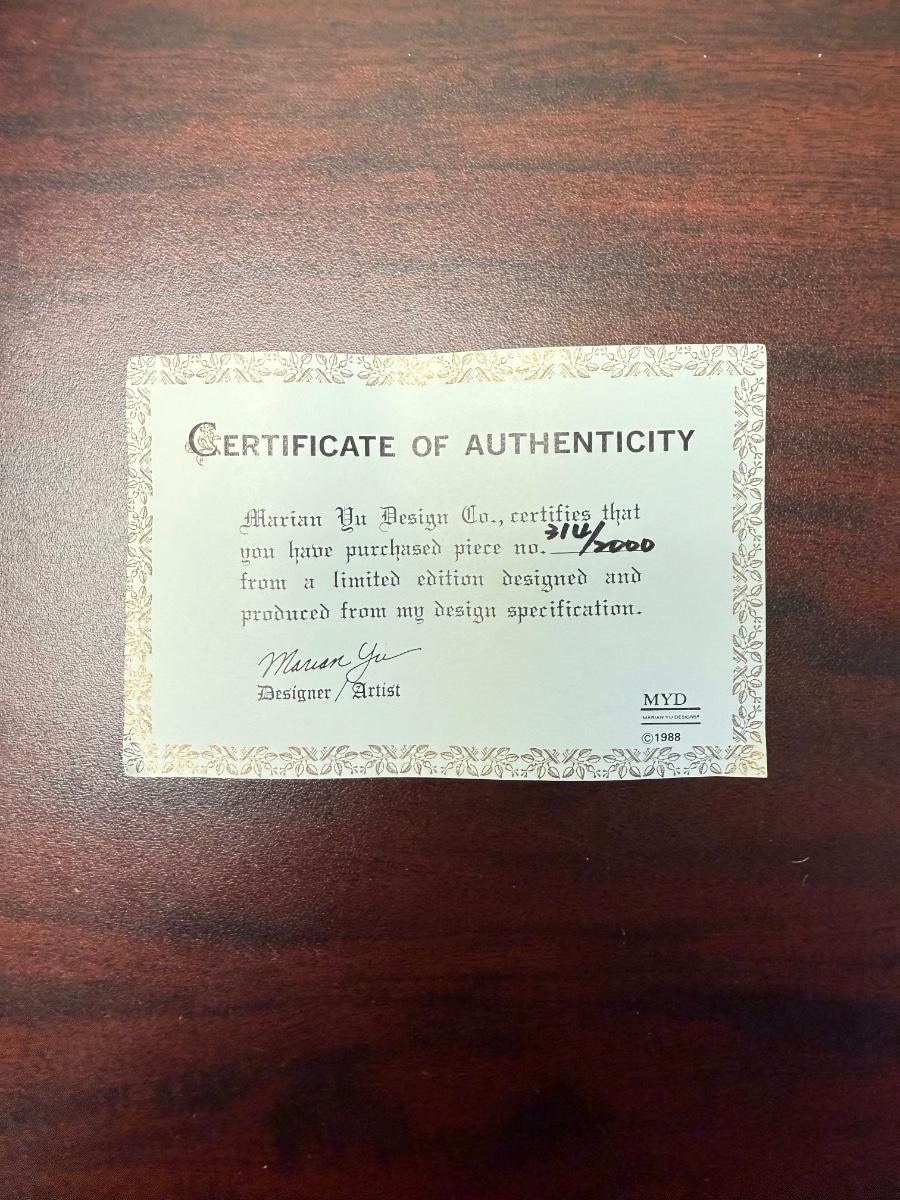 CERTIFICATE OF AUTHENTICITY
Marian Yu Design Co., certifies that
you have purchased piece no. 314/2000
from a limited edition designed and
produced from my design specification.
Marian Yu
Designer/Artist
MYD
MARIAN YU DESIGNS®
©1988